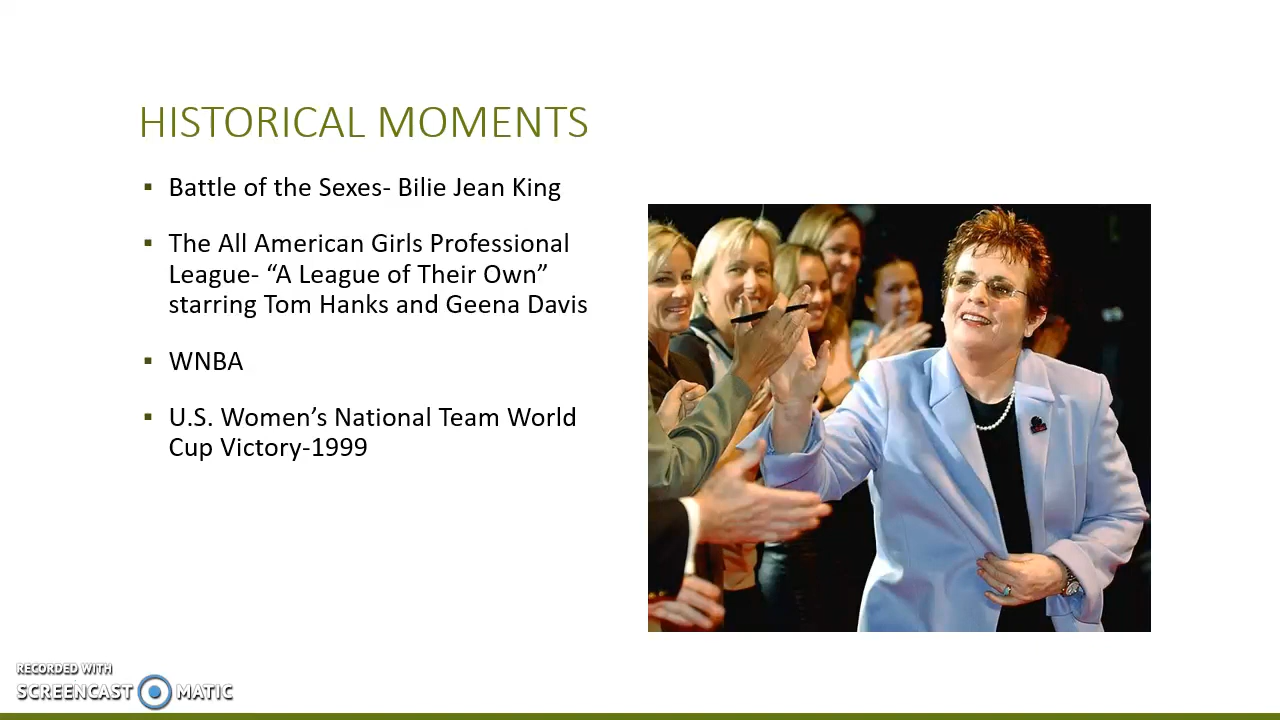 HISTORICAL MOMENTS
▪ Battle of the Sexes- Bilie Jean King
▪ The All American Girls Professional
League- “A League of Their Own”
starring Tom Hanks and Geena Davis
▪ WNBA
▪ U.S. Women’s National Team World
Cup Victory-1999
RECORDED WITH
SCREENCAST MATIC